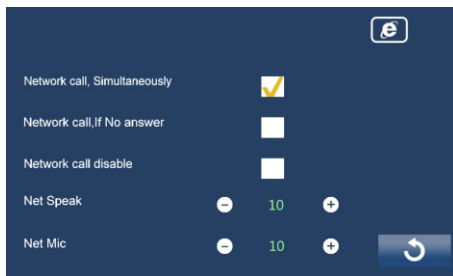 Network call, Simultaneously
Network call,If No answer
Network call disable
Net Speak - 10 +
Net Mic - 10 +